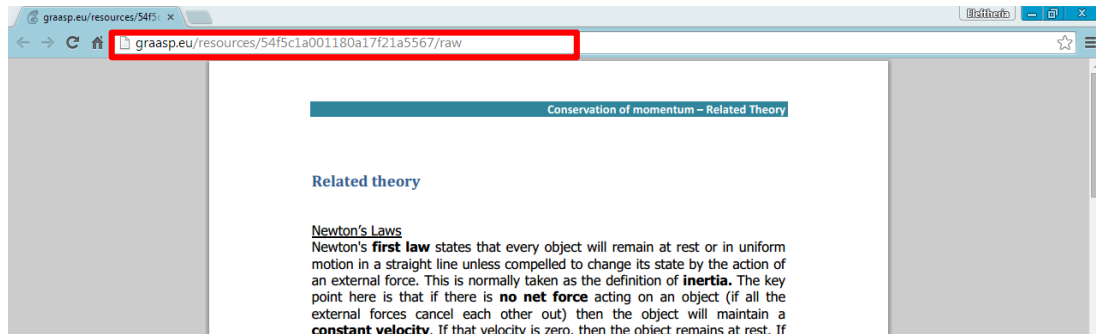 graasp.eu/resources/54f5c
Eleftheria
graasp.eu/resources/54f5c1a001180a17f21a5567/raw
Conservation of momentum – Related Theory
Related theory
Newton's Laws
Newton's first law states that every object will remain at rest or in uniform
motion in a straight line unless compelled to change its state by the action of
an external force. This is normally taken as the definition of inertia. The key
point here is that if there is no net force acting on an object (if all the
external forces cancel each other out) then the object will maintain a
constant velocity. If that velocity is zero, then the object remains at rest. If